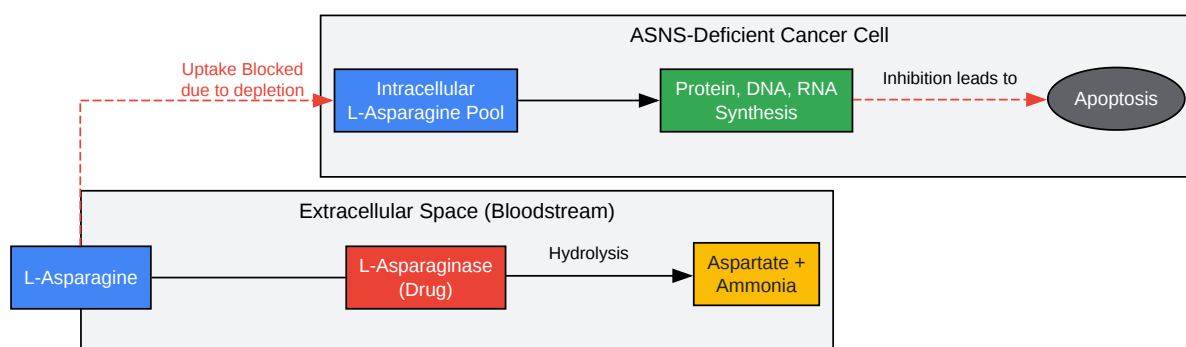 ASNS-Deficient Cancer Cell
Uptake Blocked
due to depletion
Intracellular
L-Asparagine Pool
Protein, DNA, RNA
Synthesis
Inhibition leads to
Apoptosis
Extracellular Space (Bloodstream)
L-Asparagine
L-Asparaginase
(Drug)
Hydrolysis
Aspartate +
Ammonia